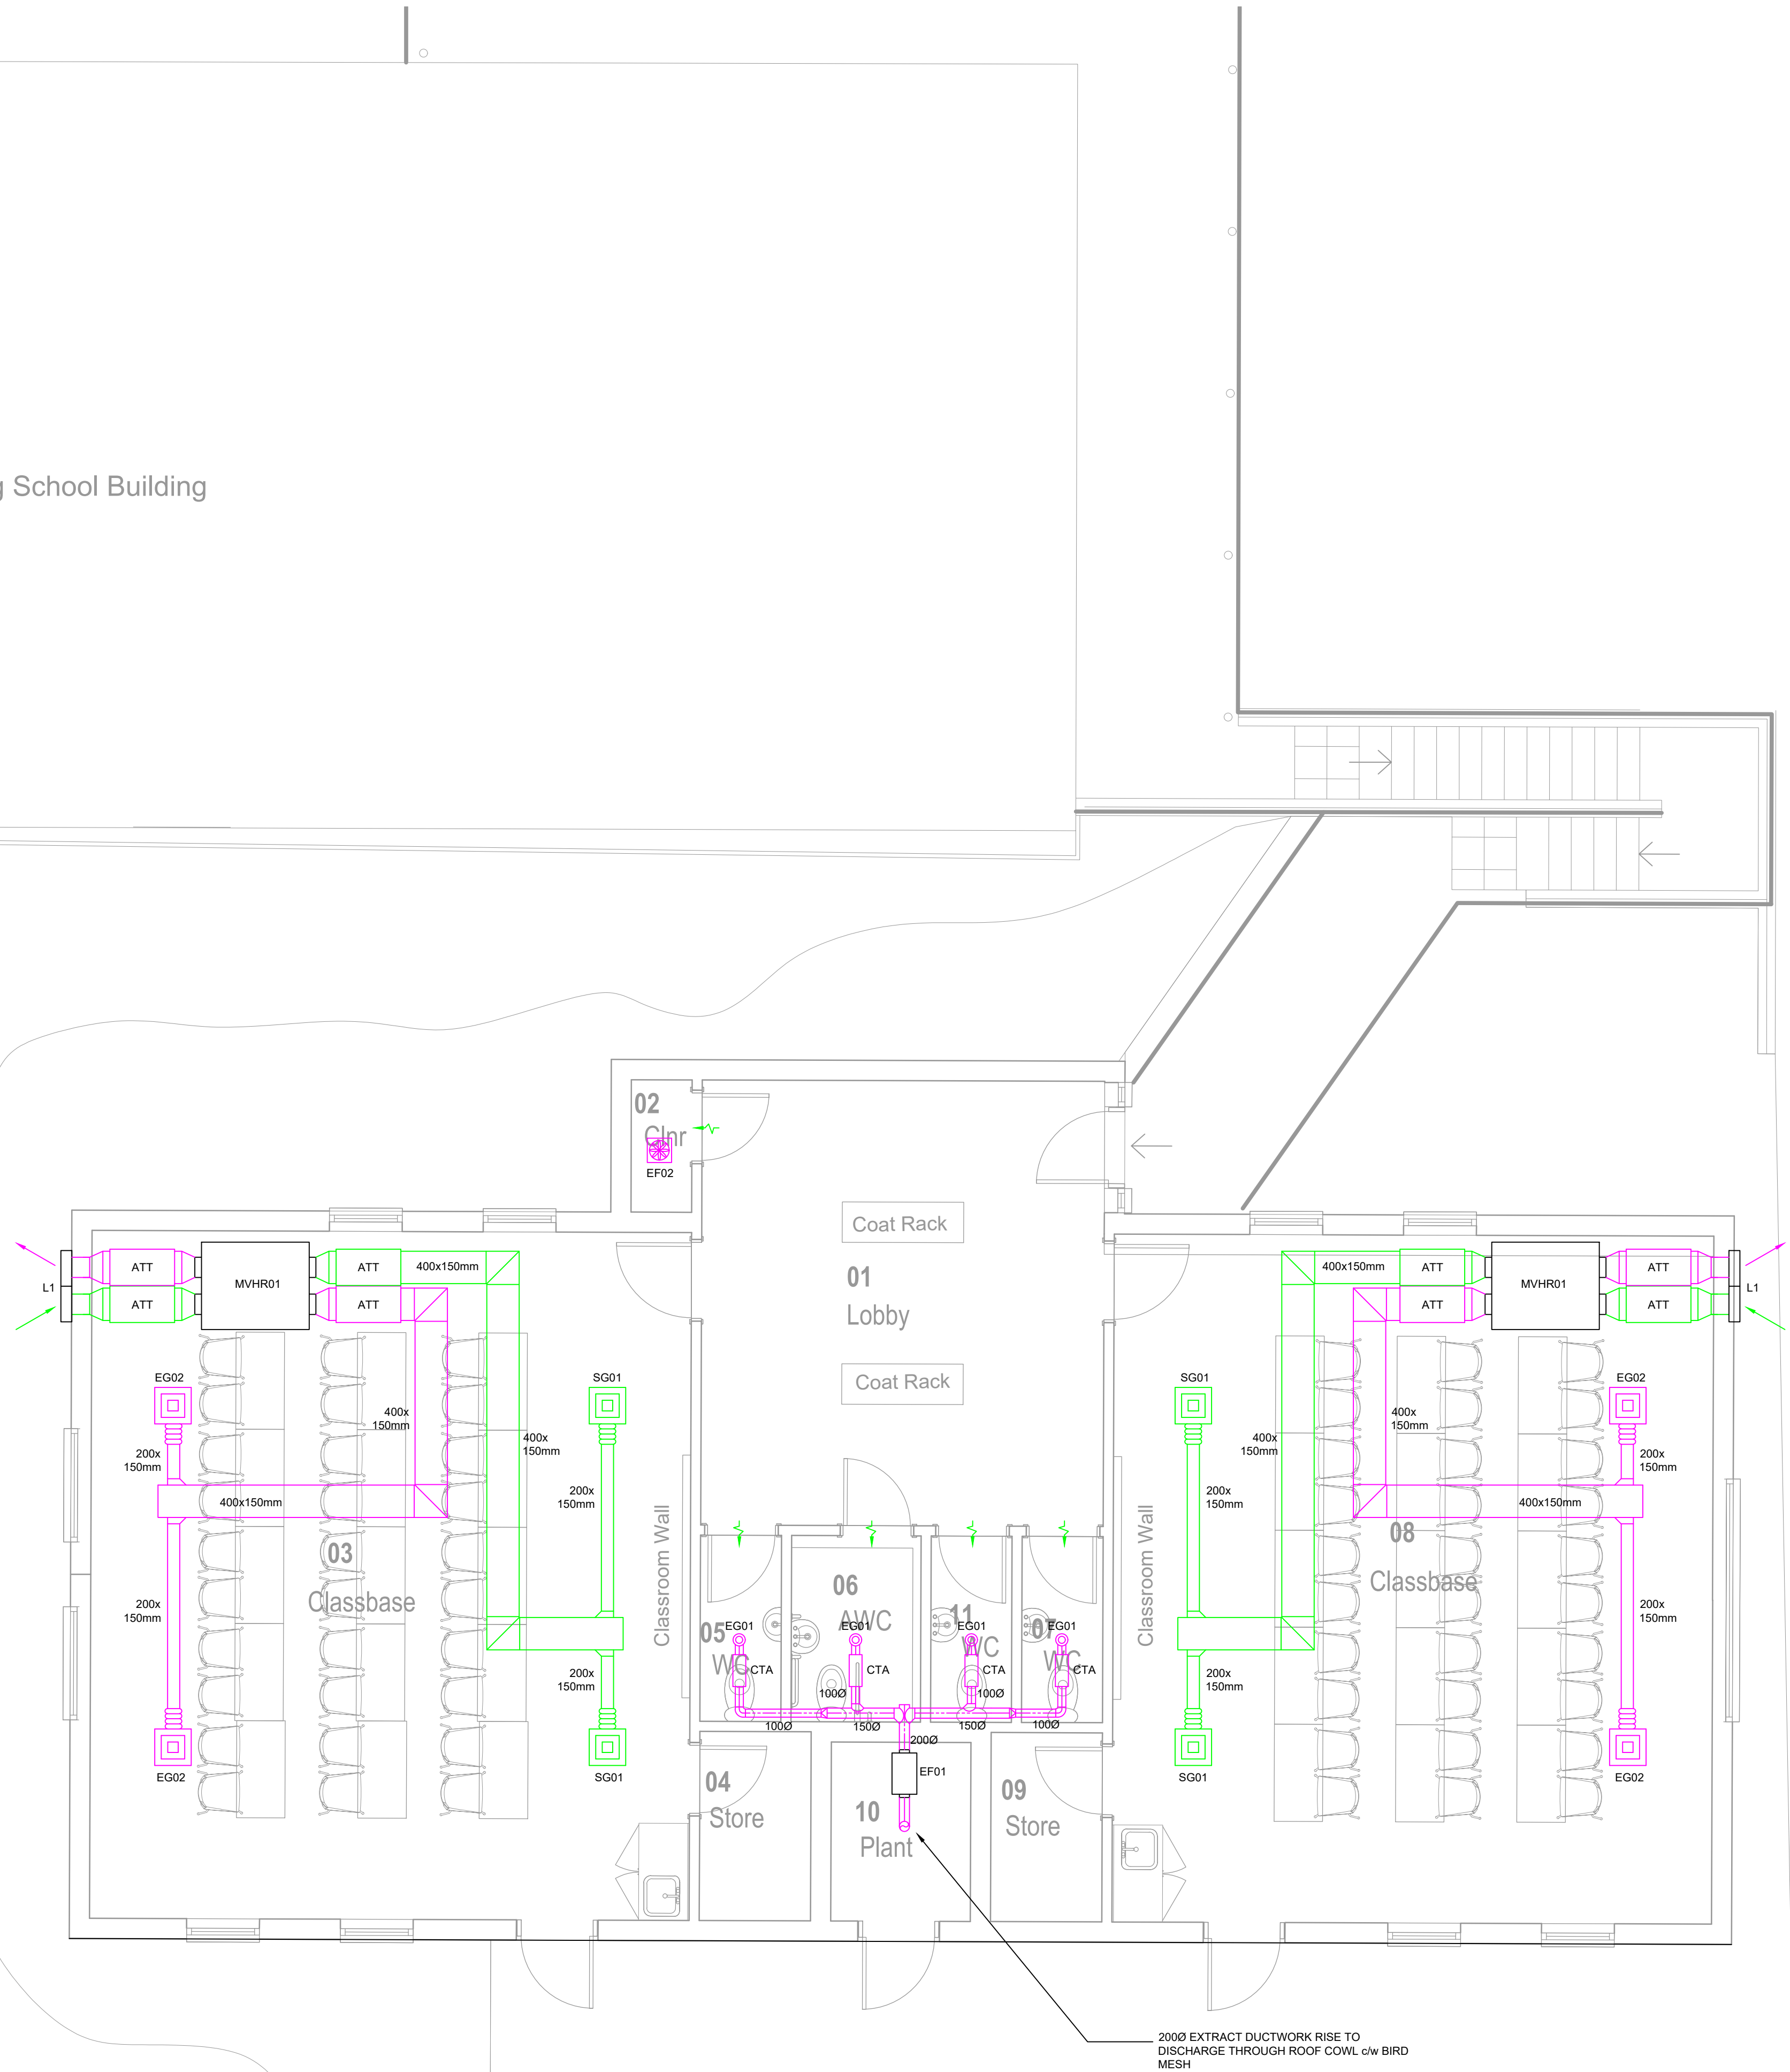 g School Building
02
Clnr
EF02
Coat Rack
01
Lobby
Coat Rack
L1
ATT
ATT
MVHR01
ATT
ATT
400x150mm
EG02
200x
150mm
400x
150mm
400x
150mm
400x150mm
SG01
200x
150mm
03
Classbase
200x
150mm
EG02
200x
150mm
SG01
Classroom Wall
400x150mm
ATT
ATT
MVHR01
ATT
ATT
L1
SG01
400x
150mm
400x
150mm
EG02
200x
150mm
200x
150mm
400x150mm
08
Classbase
200x
150mm
200x
150mm
SG01
EG02
Classroom Wall
05
WC
EG01
CTA
06
AWC
EG01
CTA
11
WC
EG01
CTA
07
WC
EG01
CTA
100Ø
100Ø
100Ø
150Ø
150Ø
100Ø
200Ø
EF01
04
Store
10
Plant
09
Store
200Ø EXTRACT DUCTWORK RISE TO
DISCHARGE THROUGH ROOF COWL c/w BIRD
MESH